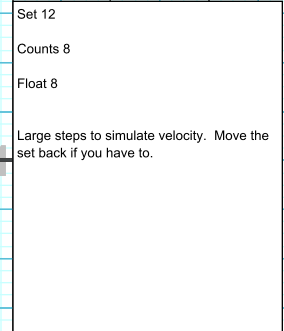 Set 12
Counts 8
Float 8
Large steps to simulate velocity.  Move the
set back if you have to.